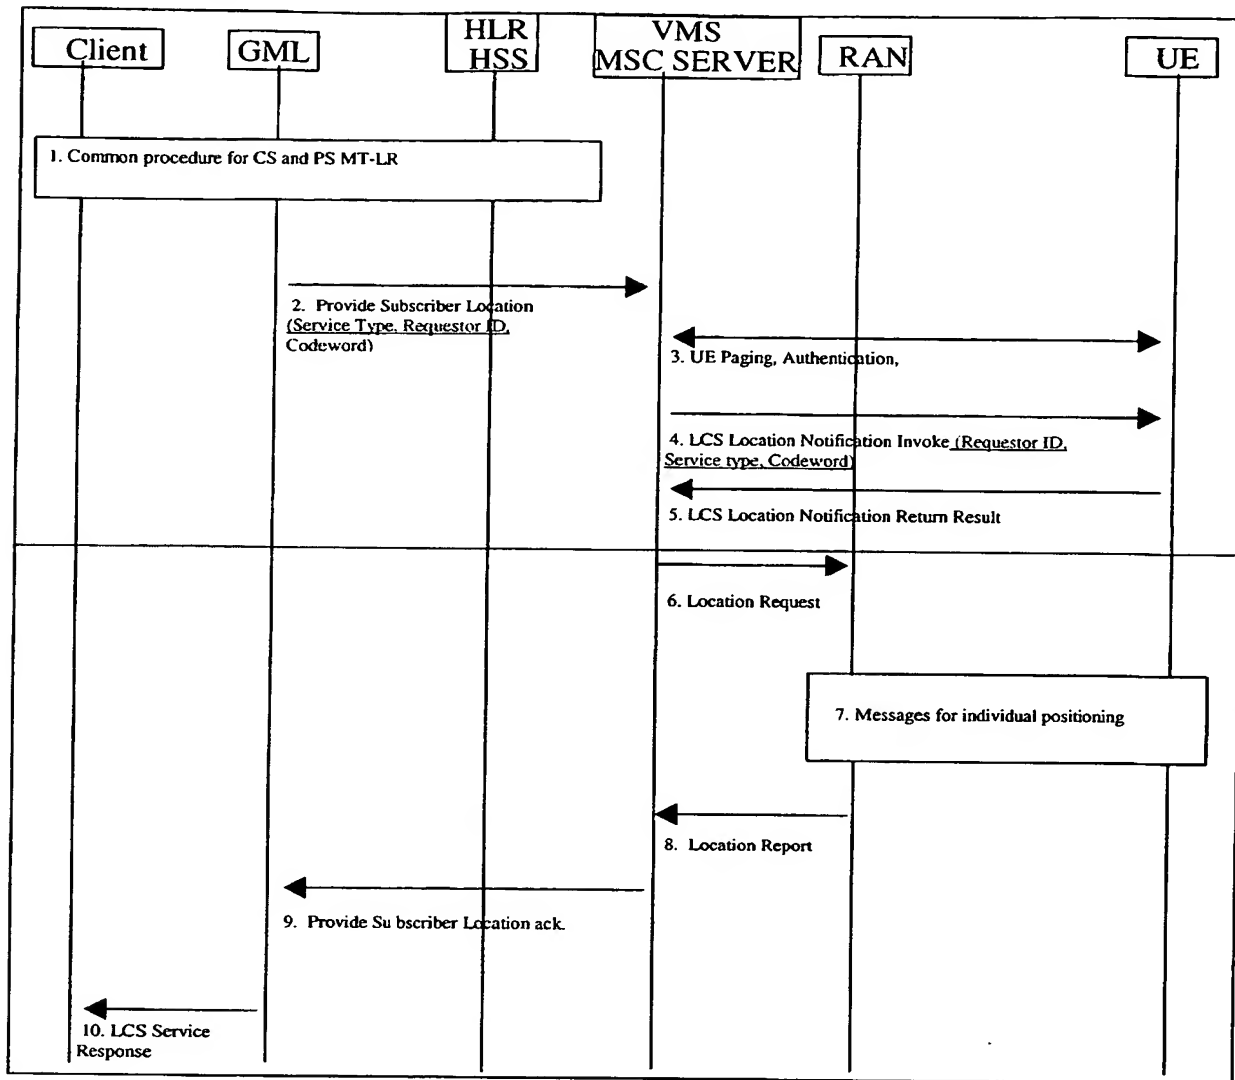 Client
GML
HLR
HSS
VMS
MSC SERVER
RAN
UE
1. Common procedure for CS and PS MT-LR
2. Provide Subscriber Location
(Service Type, Requestor ID,
Codeword)
3. UE Paging, Authentication,
4. LCS Location Notification Invoke (Requestor ID,
Service type, Codeword)
5. LCS Location Notification Return Result
6. Location Request
7. Messages for individual positioning
8. Location Report
9. Provide Su bscriber Location ack.
10. LCS Service
Response